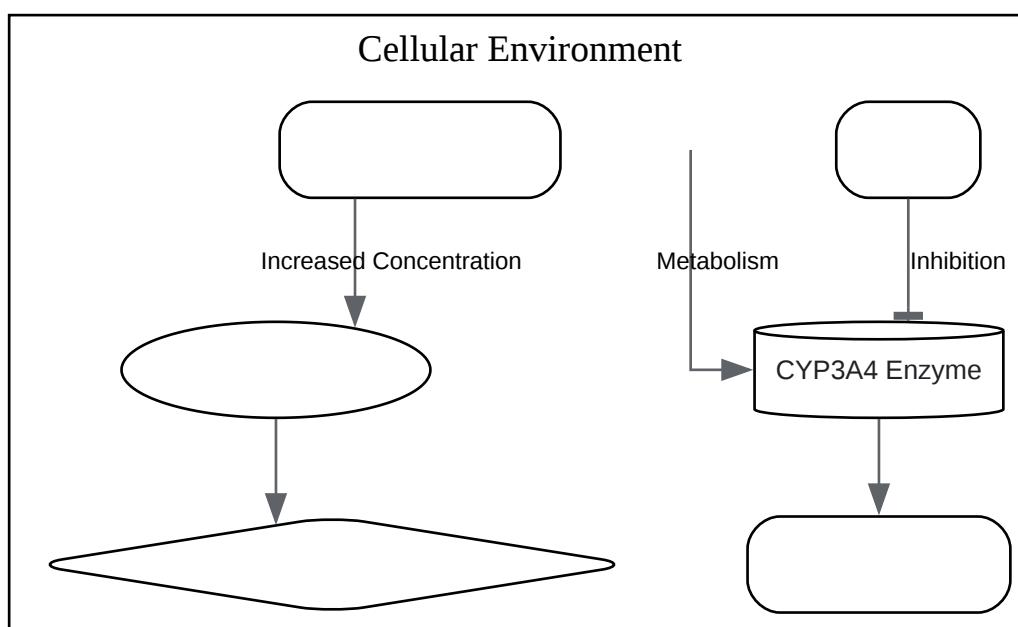 Cellular Environment
Increased Concentration
Metabolism
Inhibition
CYP3A4 Enzyme